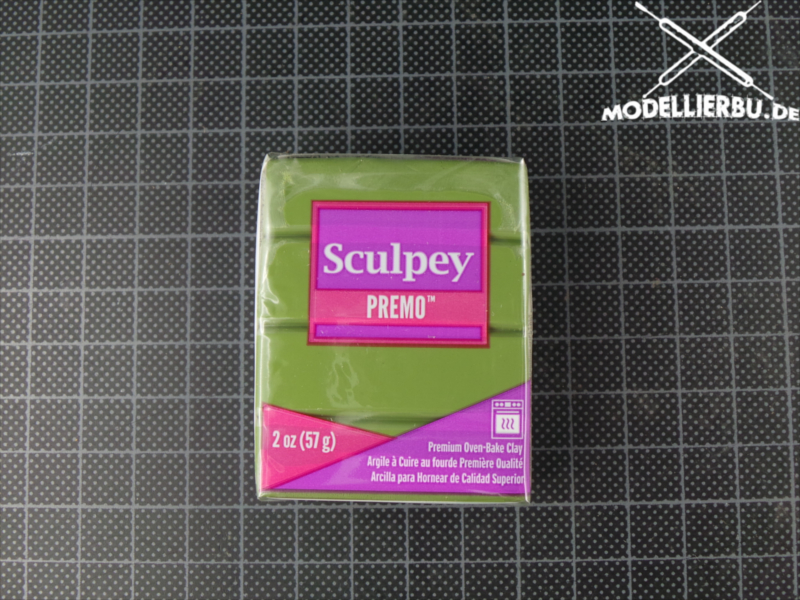 MODELLIERBU.DE
Sculpey
PREMO™
2 oz (57 g)
Premium Oven-Bake Clay
Argile à Cuire au fourde Première Qualité
Arcilla para Hornear de Calidad Superior